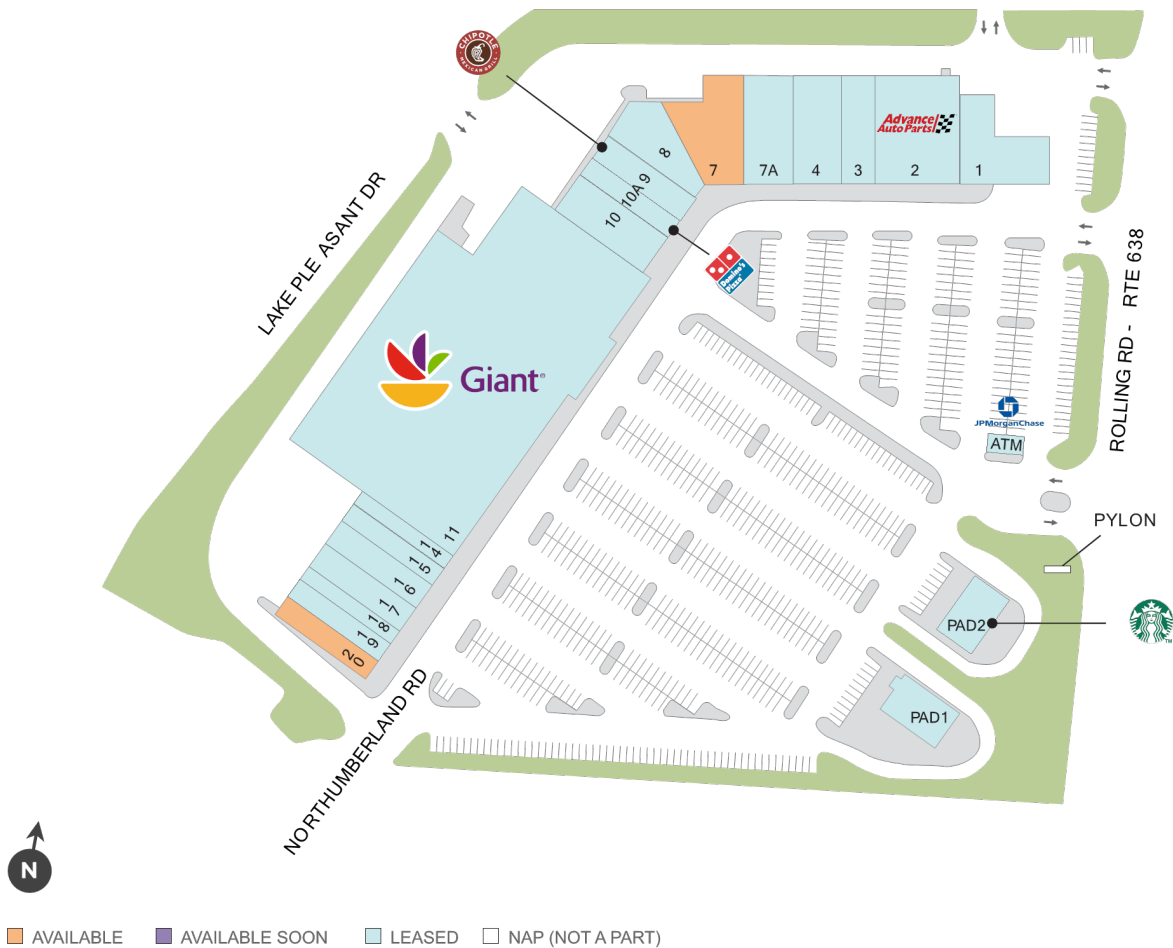 CHIPOTLE
MEXICAN GRILL
Advance
Auto Parts
8
7
7A
4
3
2
1
9
10A
10
Domino's
Pizza
LAKE PLE ASANT DR
RTE 638
ROLLING RD -
Giant
JPMorganChase
ATM
PYLON
11
14
15
16
17
18
19
20
PAD2
PAD1
NORTHUMBERLAND RD
N
AVAILABLE
AVAILABLE SOON
LEASED
NAP (NOT A PART)